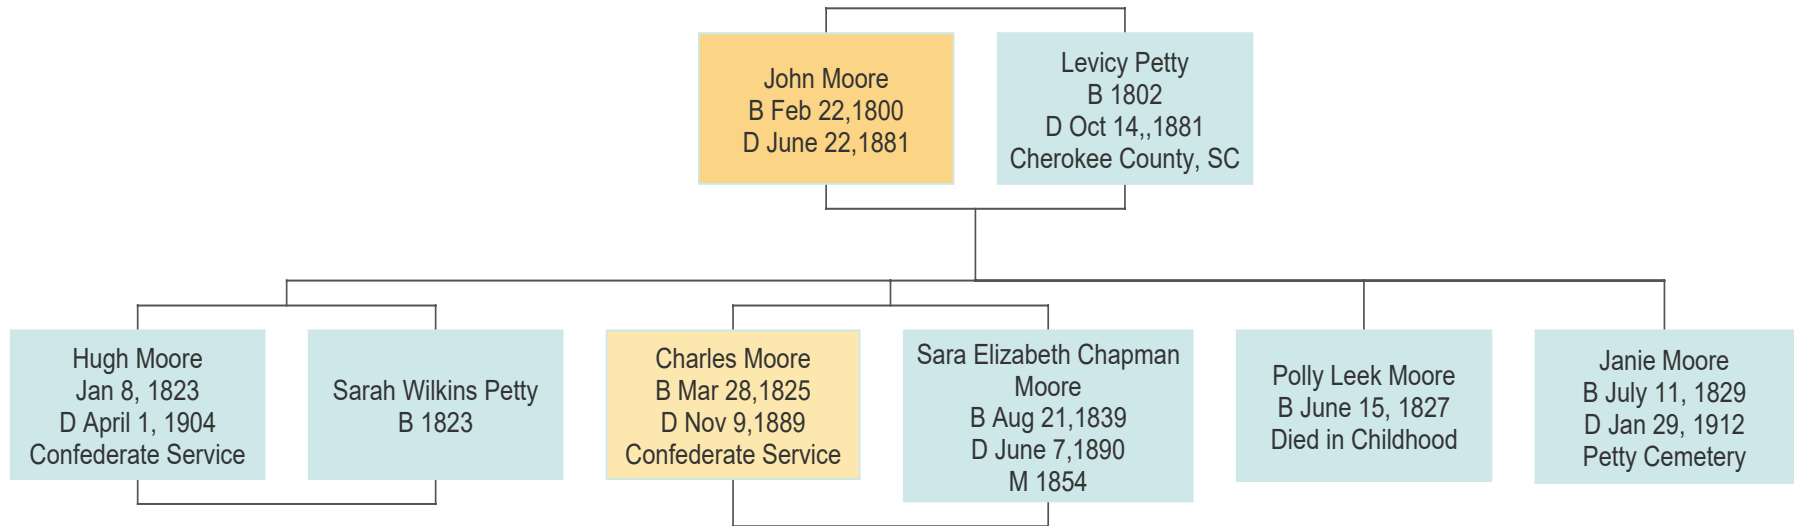 John Moore
B Feb 22,1800
D June 22,1881
Levicy Petty
B 1802
D Oct 14,,1881
Cherokee County, SC
Hugh Moore
Jan 8, 1823
D April 1, 1904
Confederate Service
Sarah Wilkins Petty
B 1823
Charles Moore
B Mar 28,1825
D Nov 9,1889
Confederate Service
Sara Elizabeth Chapman
Moore
B Aug 21,1839
D June 7,1890
M 1854
Polly Leek Moore
B June 15, 1827
Died in Childhood
Janie Moore
B July 11, 1829
D Jan 29, 1912
Petty Cemetery